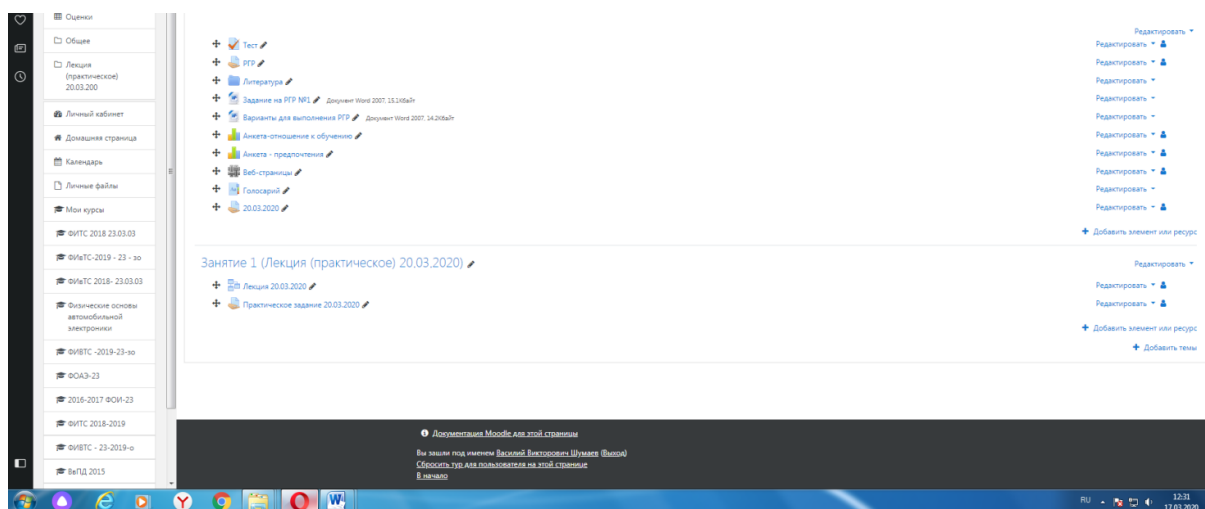 Оценки
Общее
Лекция
(практическое)
20.03.200
Личный кабинет
Домашняя страница
Календарь
Личные файлы
Мои курсы
ФИТС 2018 23.03.03
ФИвТС-2019 - 23 - зо
ФИвТС 2018- 23.03.03
Физические основы
автомобильной
электроники
ФИВТС -2019-23-зо
ФОАЭ-23
2016-2017 ФОИ-23
ФИТС 2018-2019
ФИВТС - 23-2019-о
ВвПД 2015
Редактировать
Тест Редактировать
РГР Редактировать
Литература Редактировать
Задание на РГР №1 Документ Word 2007, 15.1Кбайт Редактировать
Варианты для выполнения РГР Документ Word 2007, 14.2Кбайт Редактировать
Анкета-отношение к обучению Редактировать
Анкета - предпочтения Редактировать
Веб-страницы Редактировать
Голосарий Редактировать
20.03.2020 Редактировать
Добавить элемент или ресурс
Занятие 1 (Лекция (практическое) 20.03.2020) Редактировать
Лекция 20.03.2020 Редактировать
Практическое задание 20.03.2020 Редактировать
Добавить элемент или ресурс
Добавить темы
Документация Moodle для этой страницы
Вы зашли под именем Василий Викторович Шумаев (Выход)
Сбросить тур для пользователя на этой странице
В начало
RU 12:31
17.03.2020